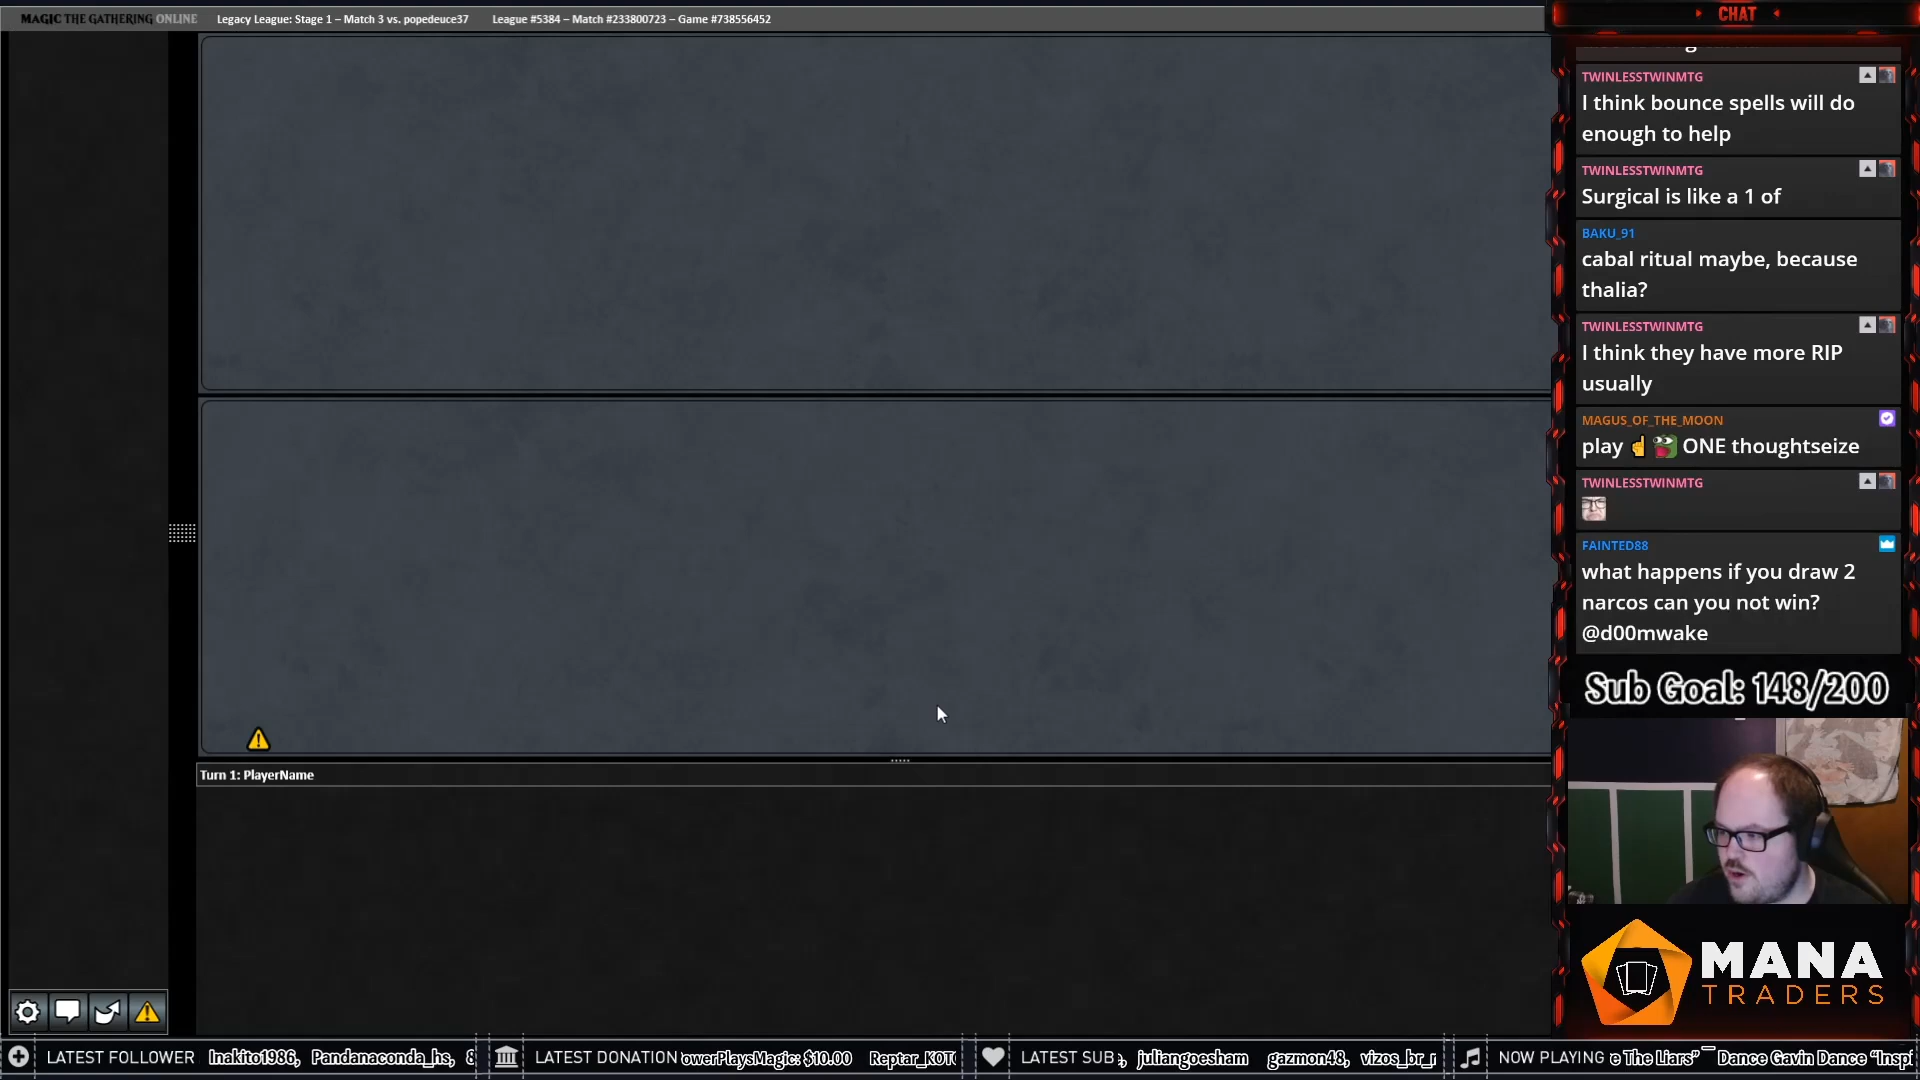 MAGIC THE GATHERING ONLINE Legacy League: Stage 1 – Match 3 vs. popedeuce37 League #5384 – Match #233800723 – Game #738556452
Turn 1: PlayerName
CHAT
TWINLESSTWINMTG
I think bounce spells will do
enough to help
TWINLESSTWINMTG
Surgical is like a 1 of
BAKU_91
cabal ritual maybe, because
thalia?
TWINLESSTWINMTG
I think they have more RIP
usually
MAGUS_OF_THE_MOON
play ONE thoughtseize
TWINLESSTWINMTG
FAINTED88
what happens if you draw 2
narcos can you not win?
@d00mwake
Sub Goal: 148/200
MANA
TRADERS
LATEST FOLLOWER Inakito1986, Pandanaconda_hs, LATEST DONATION owerPlaysMagic: $10.00 Reptar_KOT LATEST SUB , juliangoesham gazmon48, vizos_br_r NOW PLAYING e The Liars" – Dance Gavin Dance "Inspi